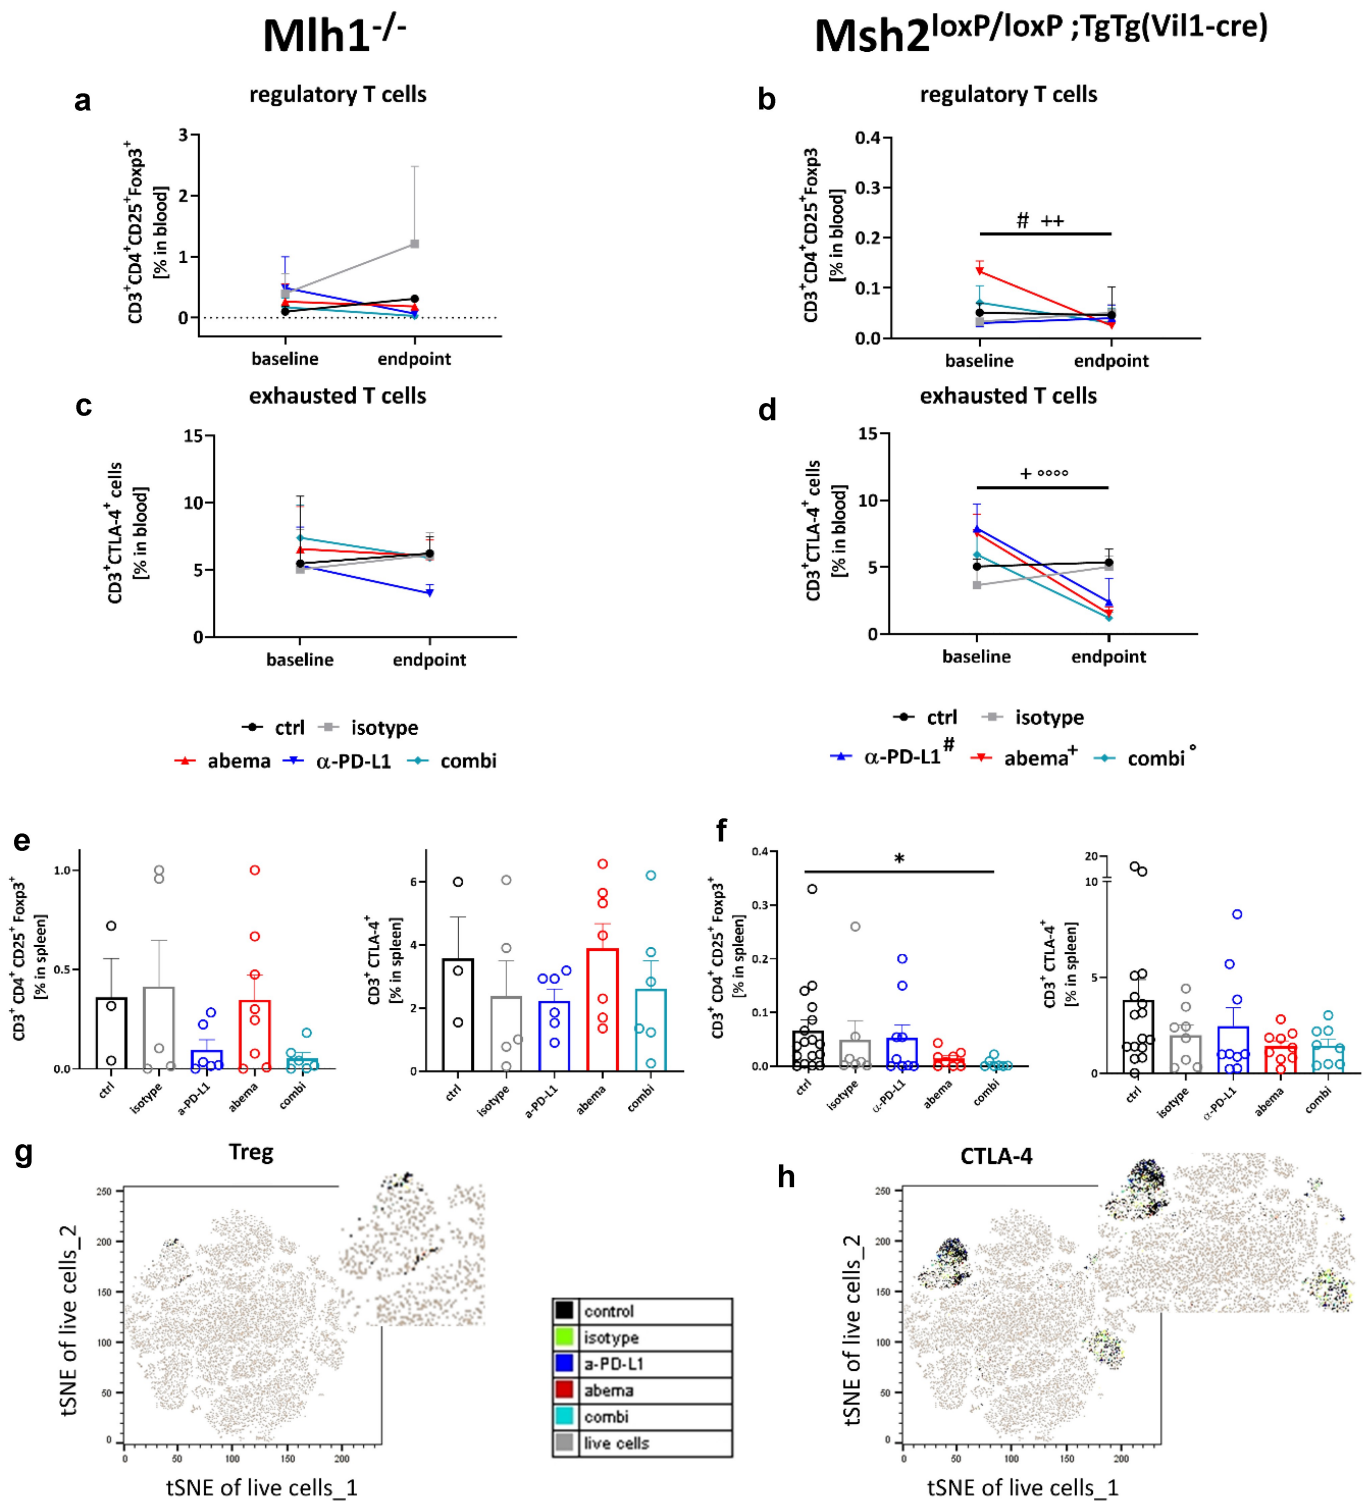 Mlh1-/-
Msh2loxP/loxP ;TgTg(Vil1-cre)
a
regulatory T cells
CD3+CD4+CD25+Foxp3+
[% in blood]
3
2
1
0
baseline
endpoint
b
regulatory T cells
CD3+CD4+CD25+Foxp3
[% in blood]
0.4
0.3
0.2
0.1
0.0
# ++
baseline
endpoint
c
exhausted T cells
CD3+CTLA-4+ cells
[% in blood]
15
10
5
0
baseline
endpoint
d
exhausted T cells
CD3+CTLA-4+ cells
[% in blood]
15
10
5
0
+ °°°°
baseline
endpoint
ctrl isotype
abema α-PD-L1 combi
ctrl isotype
α-PD-L1# abema+ combi°
e
CD3+ CD4+ CD25+ Foxp3+
[% in spleen]
1.0
0.5
0.0
ctrl
isotype
a-PD-L1
abema
combi
CD3+ CTLA-4+
[% in spleen]
6
4
2
0
ctrl
isotype
a-PD-L1
abema
combi
f
CD3+ CD4+ CD25+ Foxp3+
[% in spleen]
0.4
0.3
0.2
0.1
0.0
*
ctrl
isotype
α-PD-L1
abema
combi
CD3+ CTLA-4+
[% in spleen]
20
10
5
0
ctrl
isotype
α-PD-L1
abema
combi
g
Treg
tSNE of live cells_2
250
200
150
100
50
0
0 50 100 150 200
tSNE of live cells_1
control
isotype
a-PD-L1
abema
combi
live cells
h
CTLA-4
tSNE of live cells_2
250
200
150
100
50
0
0 50 100 150 200
tSNE of live cells_1